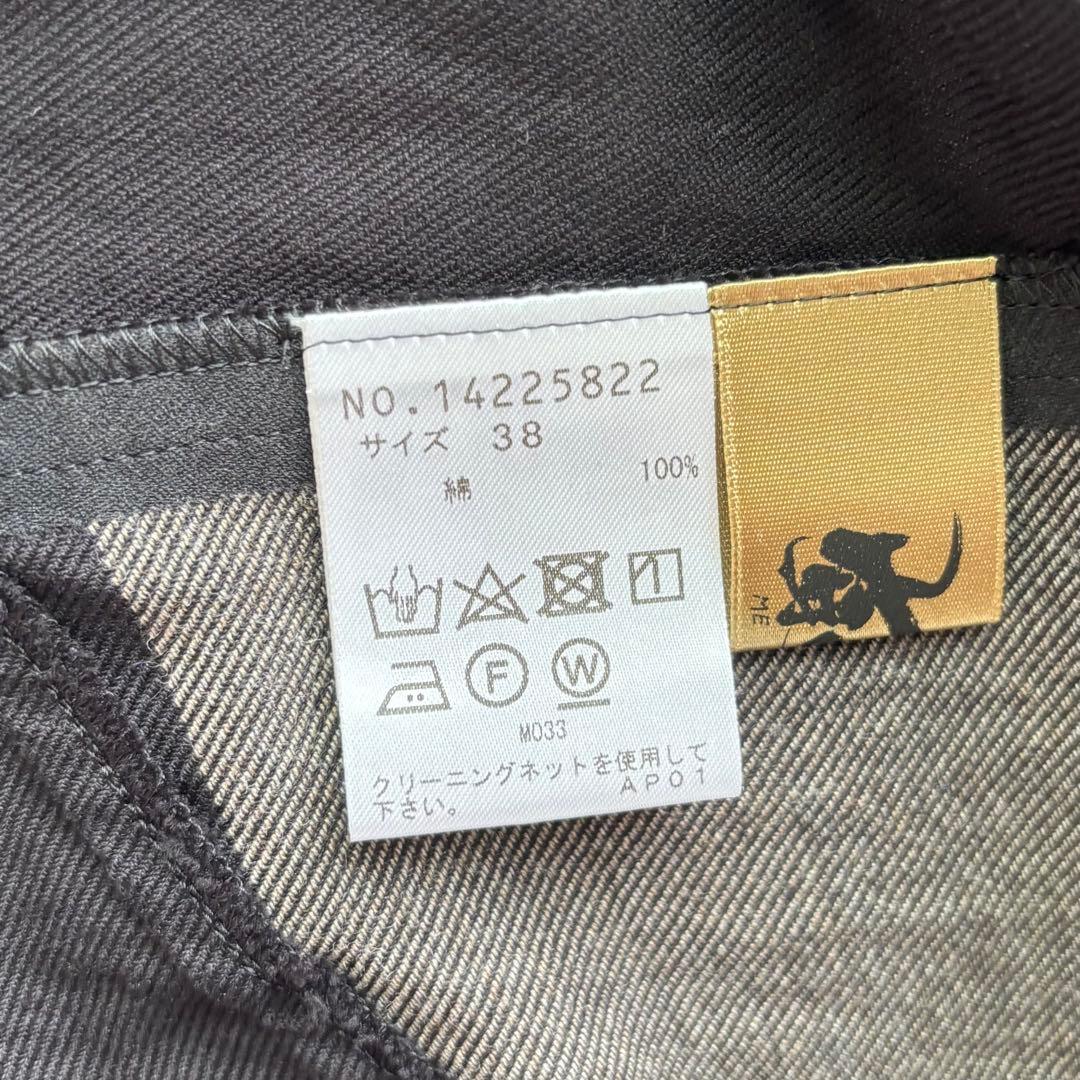 NO.14225822
サイズ 38
綿 100%
F W
M033
クリーニングネットを使用して
下さい。 AP01
ME